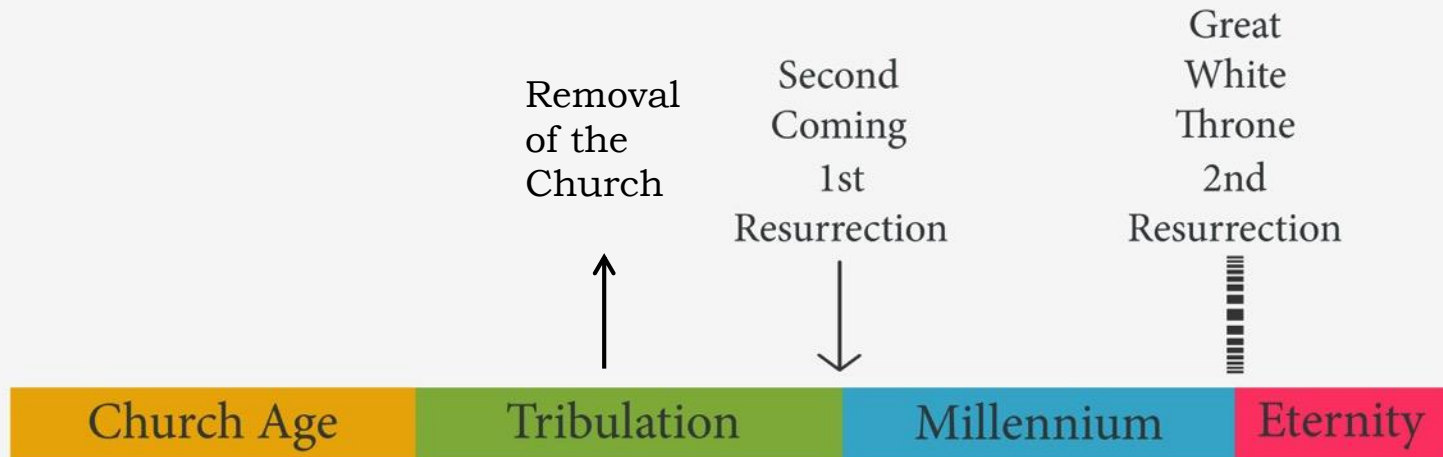 Removal
of the
Church
Second
Coming
1st
Resurrection
Great
White
Throne
2nd
Resurrection
Church Age
Tribulation
Millennium
Eternity